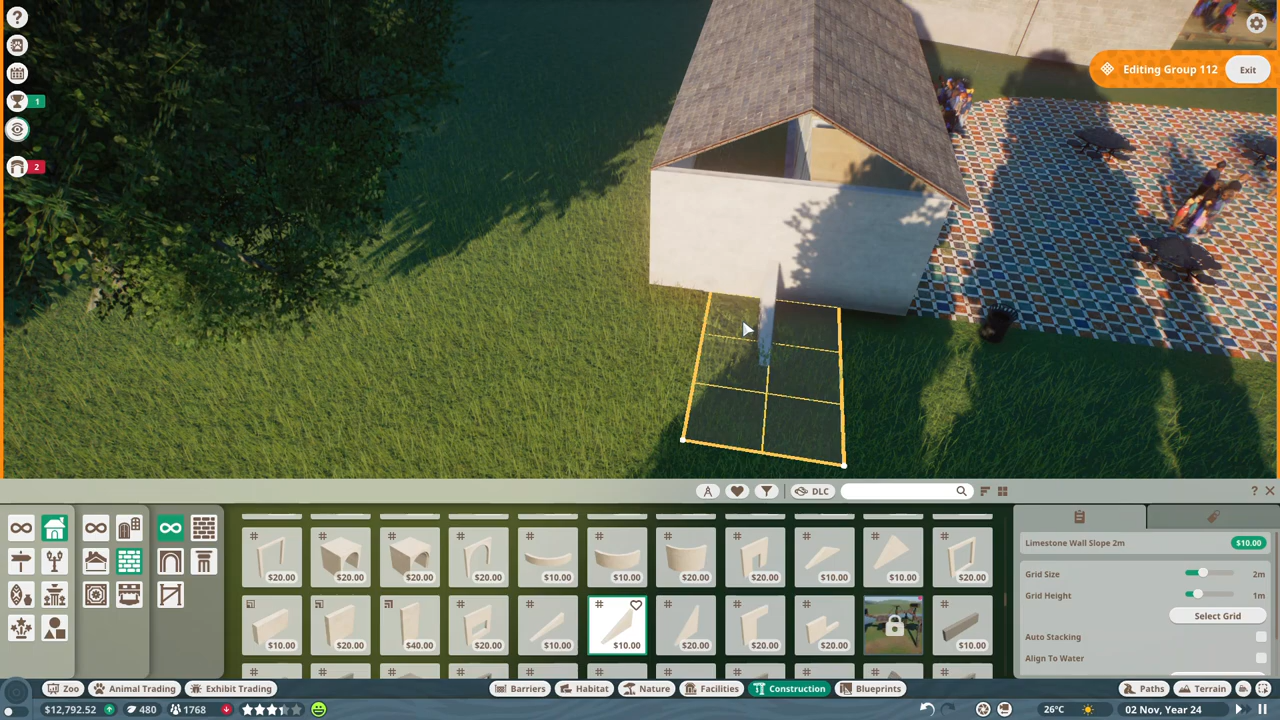 Editing Group 112
Exit
1
2
DLC
$20.00
$20.00
$20.00
$20.00
$10.00
$10.00
$20.00
$20.00
$10.00
$10.00
$20.00
$10.00
$20.00
$40.00
$20.00
$10.00
$10.00
$20.00
$20.00
$20.00
$10.00
Limestone Wall Slope 2m
$10.00
Grid Size
2m
Grid Height
1m
Select Grid
Auto Stacking
Align To Water
Zoo
Animal Trading
Exhibit Trading
Barriers
Habitat
Nature
Facilities
Construction
Blueprints
Paths
Terrain
$12,792.52
480
1768
26°C
02 Nov, Year 24